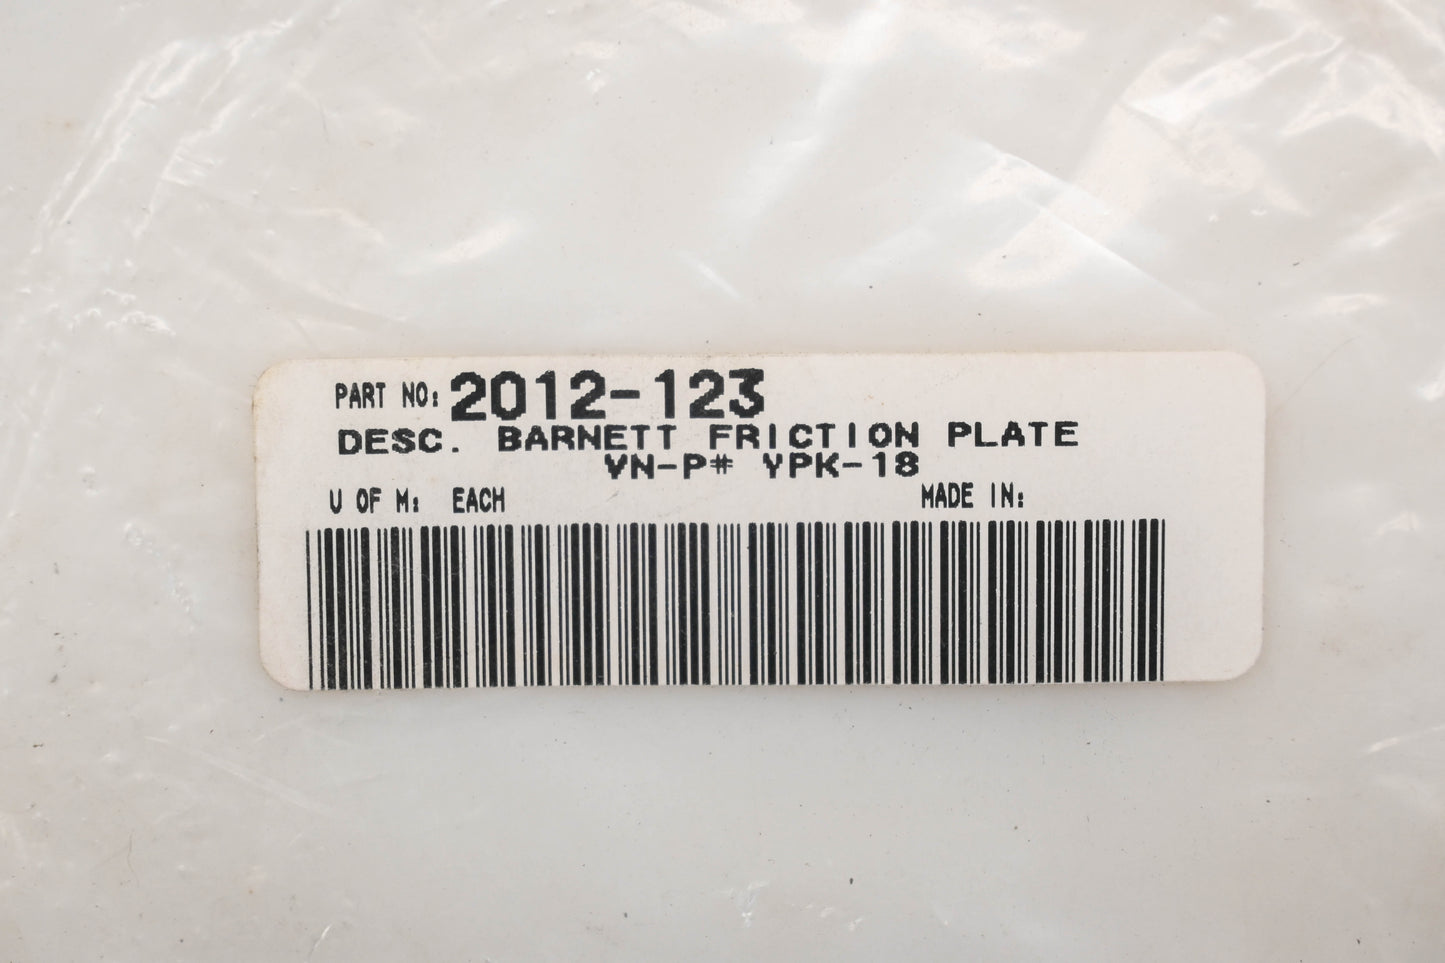 PART NO: 2012-123
DESC. BARNETT FRICTION PLATE
VN-P# YPK-18
U OF M: EACH MADE IN: